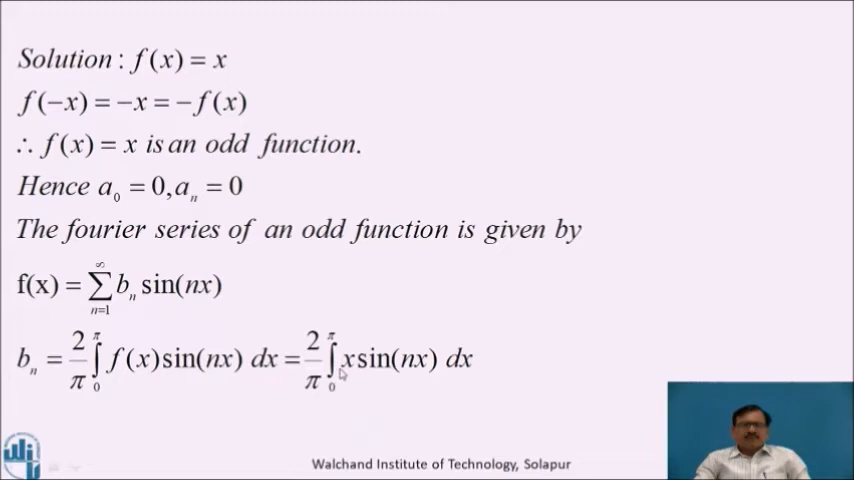 Solution : f(x) = x
f(−x) = −x = −f(x)
∴ f(x) = x is an odd function.
Hence a₀ = 0, aₙ = 0
The fourier series of an odd function is given by
f(x) = ∑_{n=1}^{∞} bₙ sin(nx)
bₙ = 2/π ∫₀^π f(x)sin(nx) dx = 2/π ∫₀^π x sin(nx) dx
Walchand Institute of Technology, Solapur